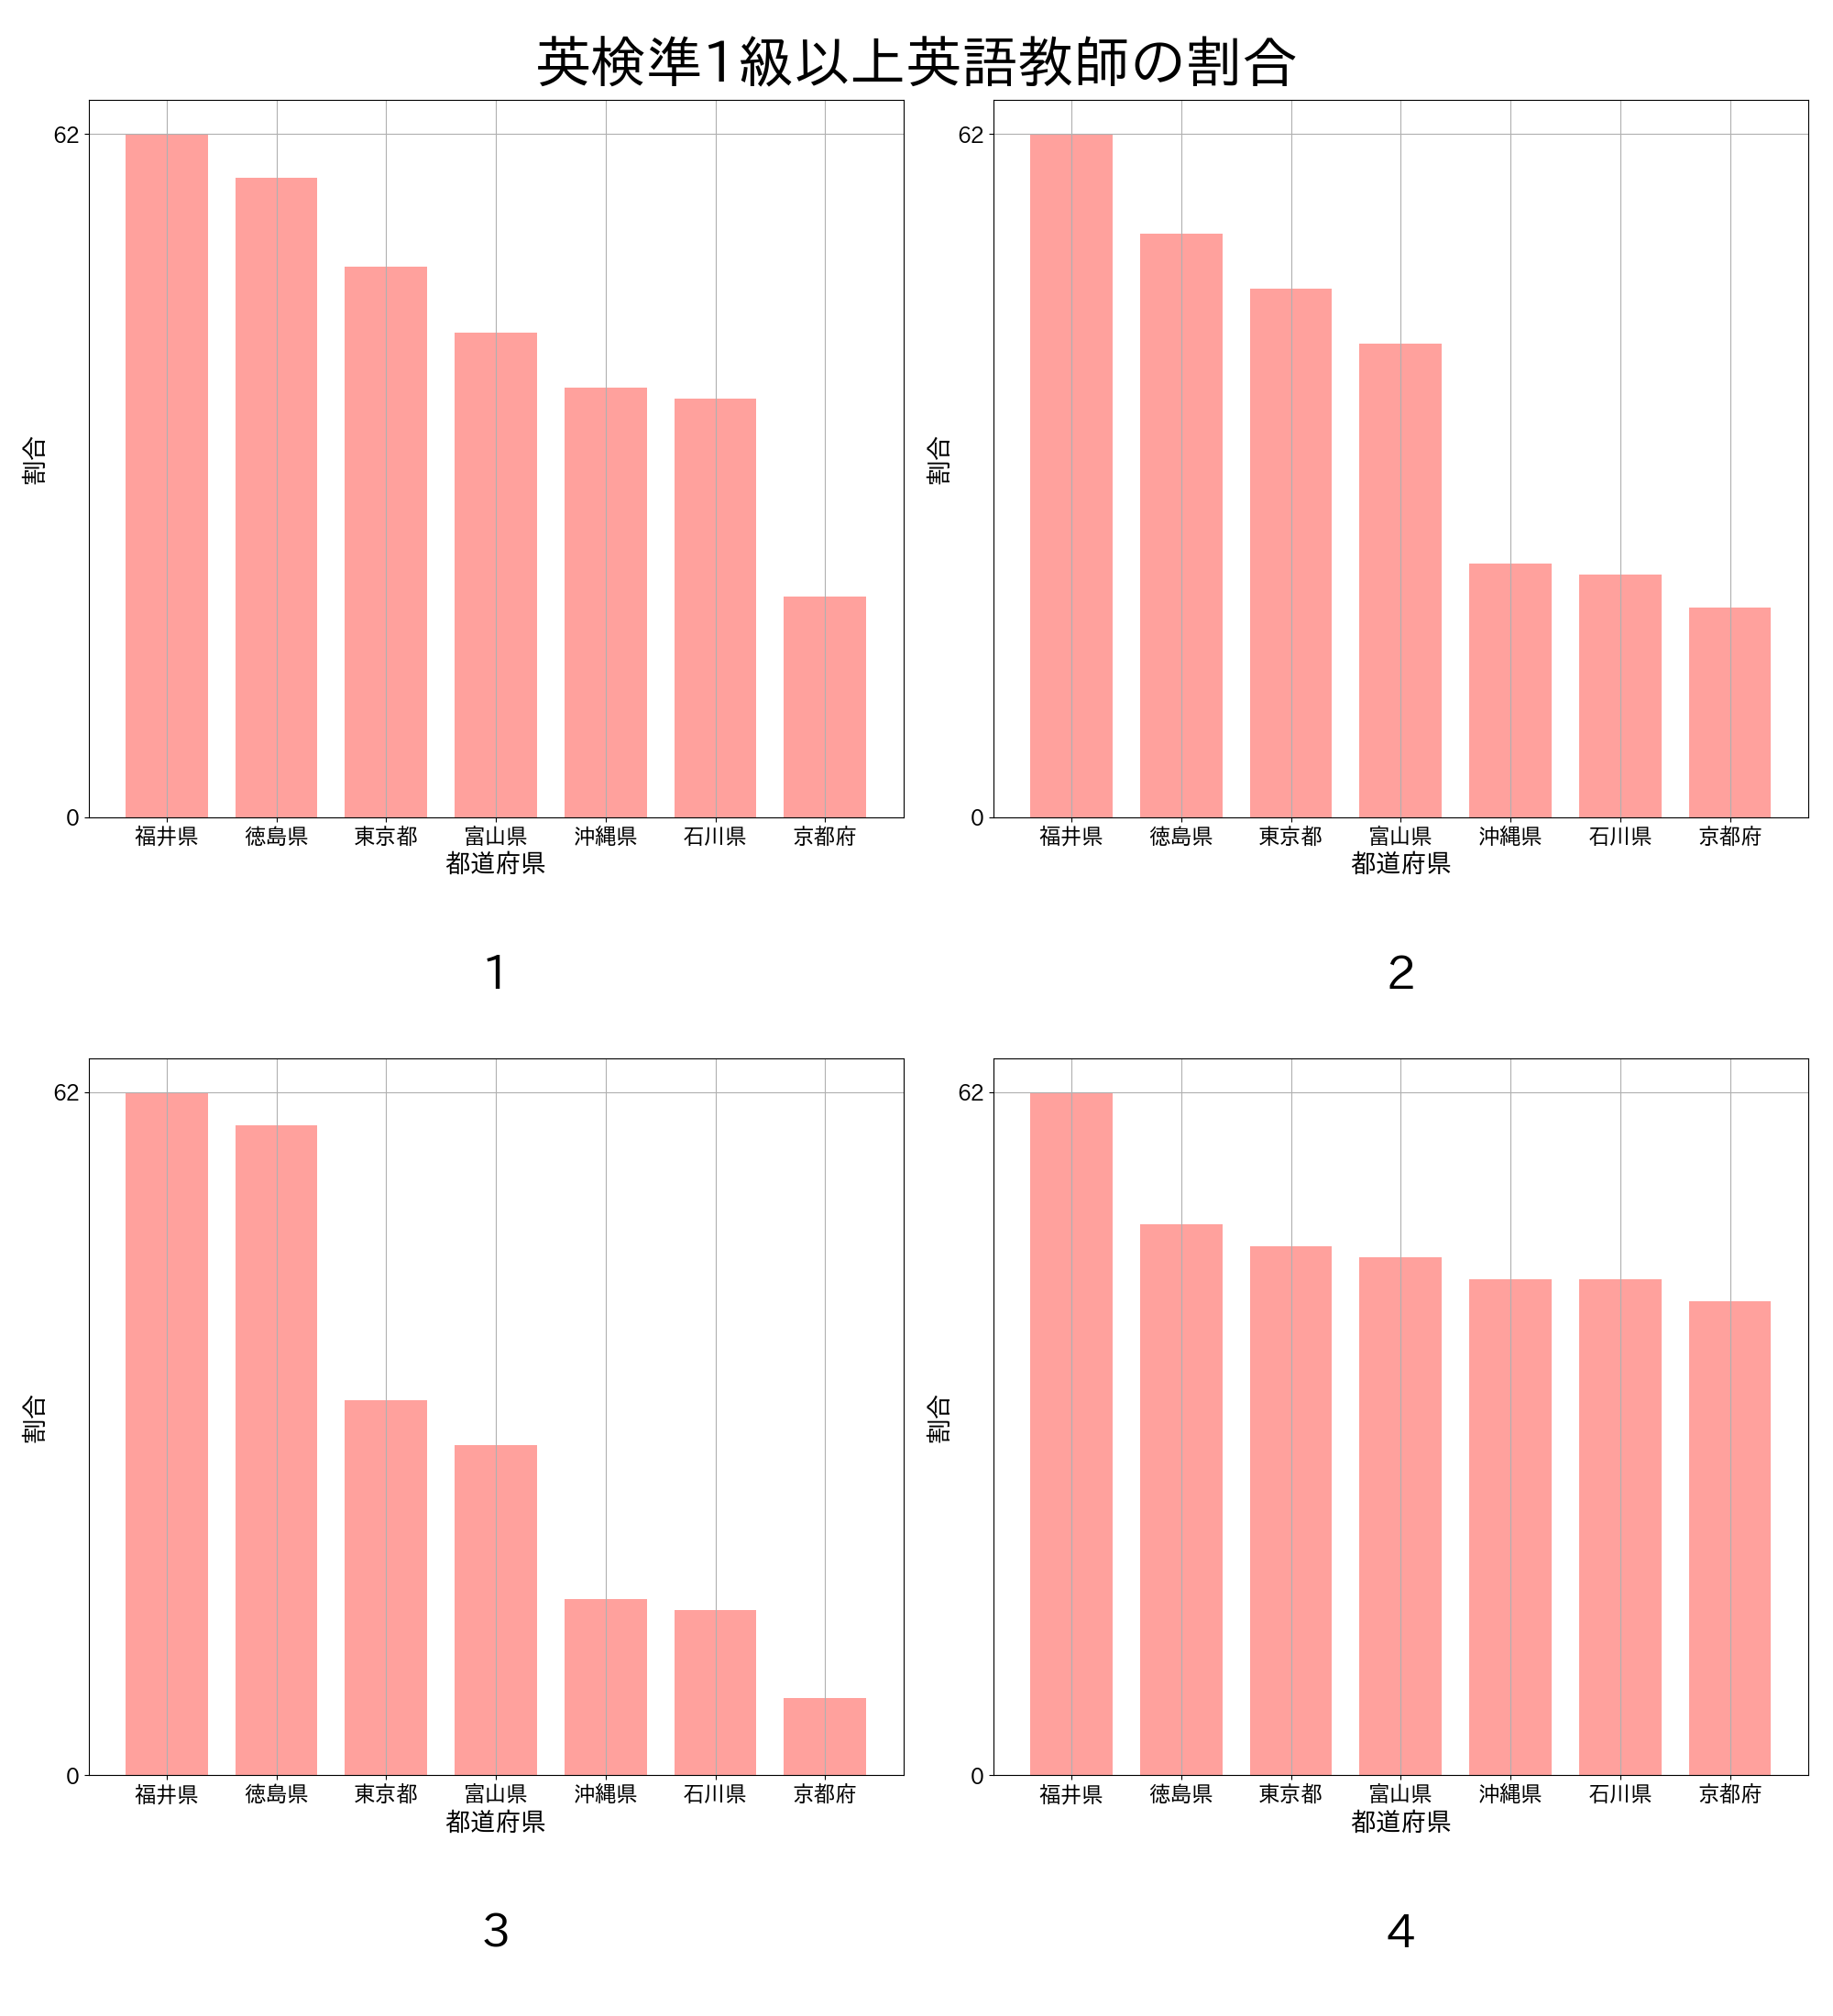 英検準1級以上英語教師の割合
62
0
割合
福井県 徳島県 東京都 富山県 沖縄県 石川県 京都府
都道府県
1
62
0
割合
福井県 徳島県 東京都 富山県 沖縄県 石川県 京都府
都道府県
2
62
0
割合
福井県 徳島県 東京都 富山県 沖縄県 石川県 京都府
都道府県
3
62
0
割合
福井県 徳島県 東京都 富山県 沖縄県 石川県 京都府
都道府県
4